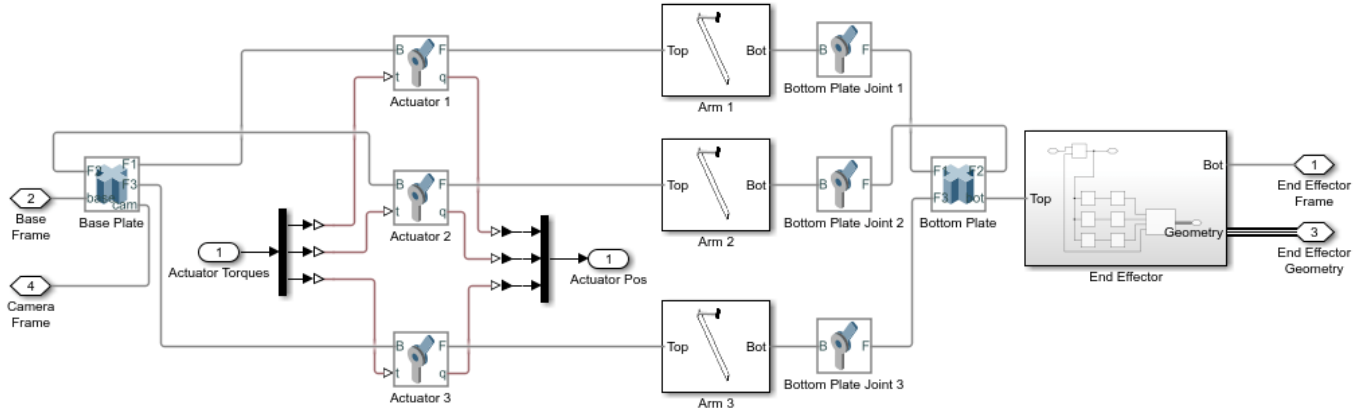 B
F
t
q
Actuator 1
Top
Bot
Arm 1
B
F
Bottom Plate Joint 1
F2
F1
F3
base
cam
Base Plate
2
Base
Frame
4
Camera
Frame
1
Actuator Torques
B
F
t
q
Actuator 2
1
Actuator Pos
Top
Bot
Arm 2
B
F
Bottom Plate Joint 2
F1
F2
F3
bot
Bottom Plate
Top
Bot
Geometry
End Effector
1
End Effector
Frame
3
End Effector
Geometry
B
F
t
q
Actuator 3
Top
Bot
Arm 3
B
F
Bottom Plate Joint 3